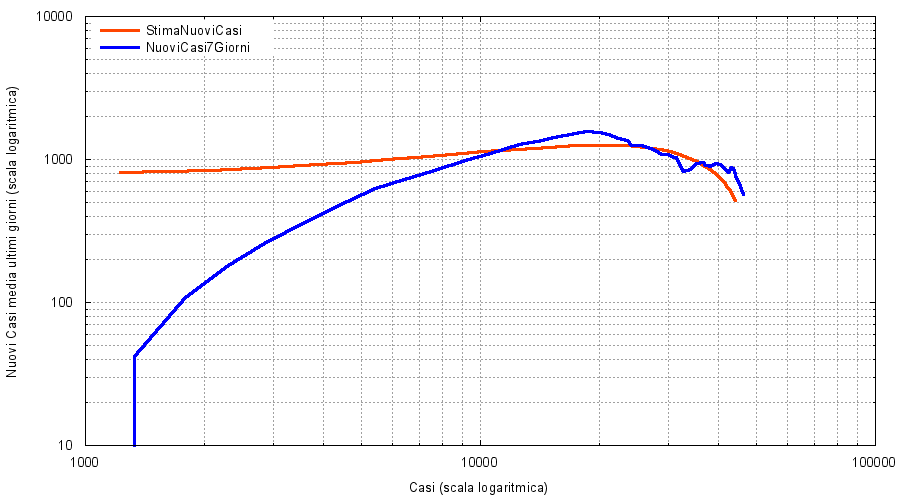 10000
StimaNuoviCasi
NuoviCasi7Giorni
1000
100
10
Nuovi Casi media ultimi giorni (scala logaritmica)
1000
10000
100000
Casi (scala logaritmica)